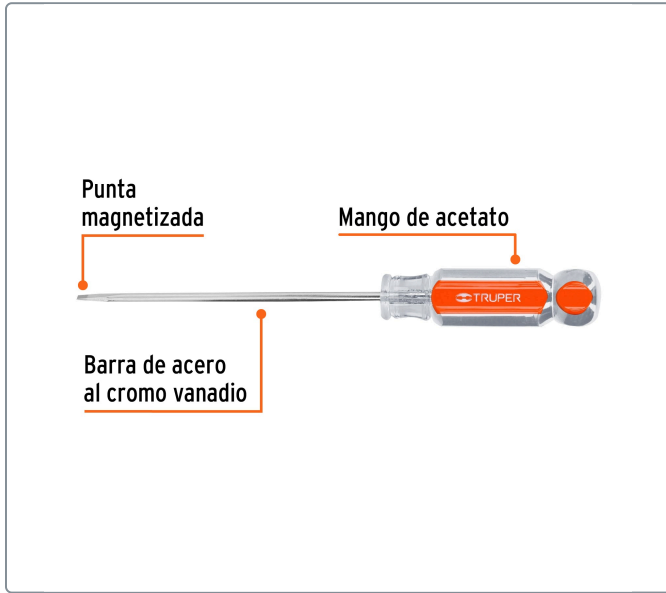 Punta
magnetizada
Mango de acetato
TRUPER
Barra de acero
al cromo vanadio